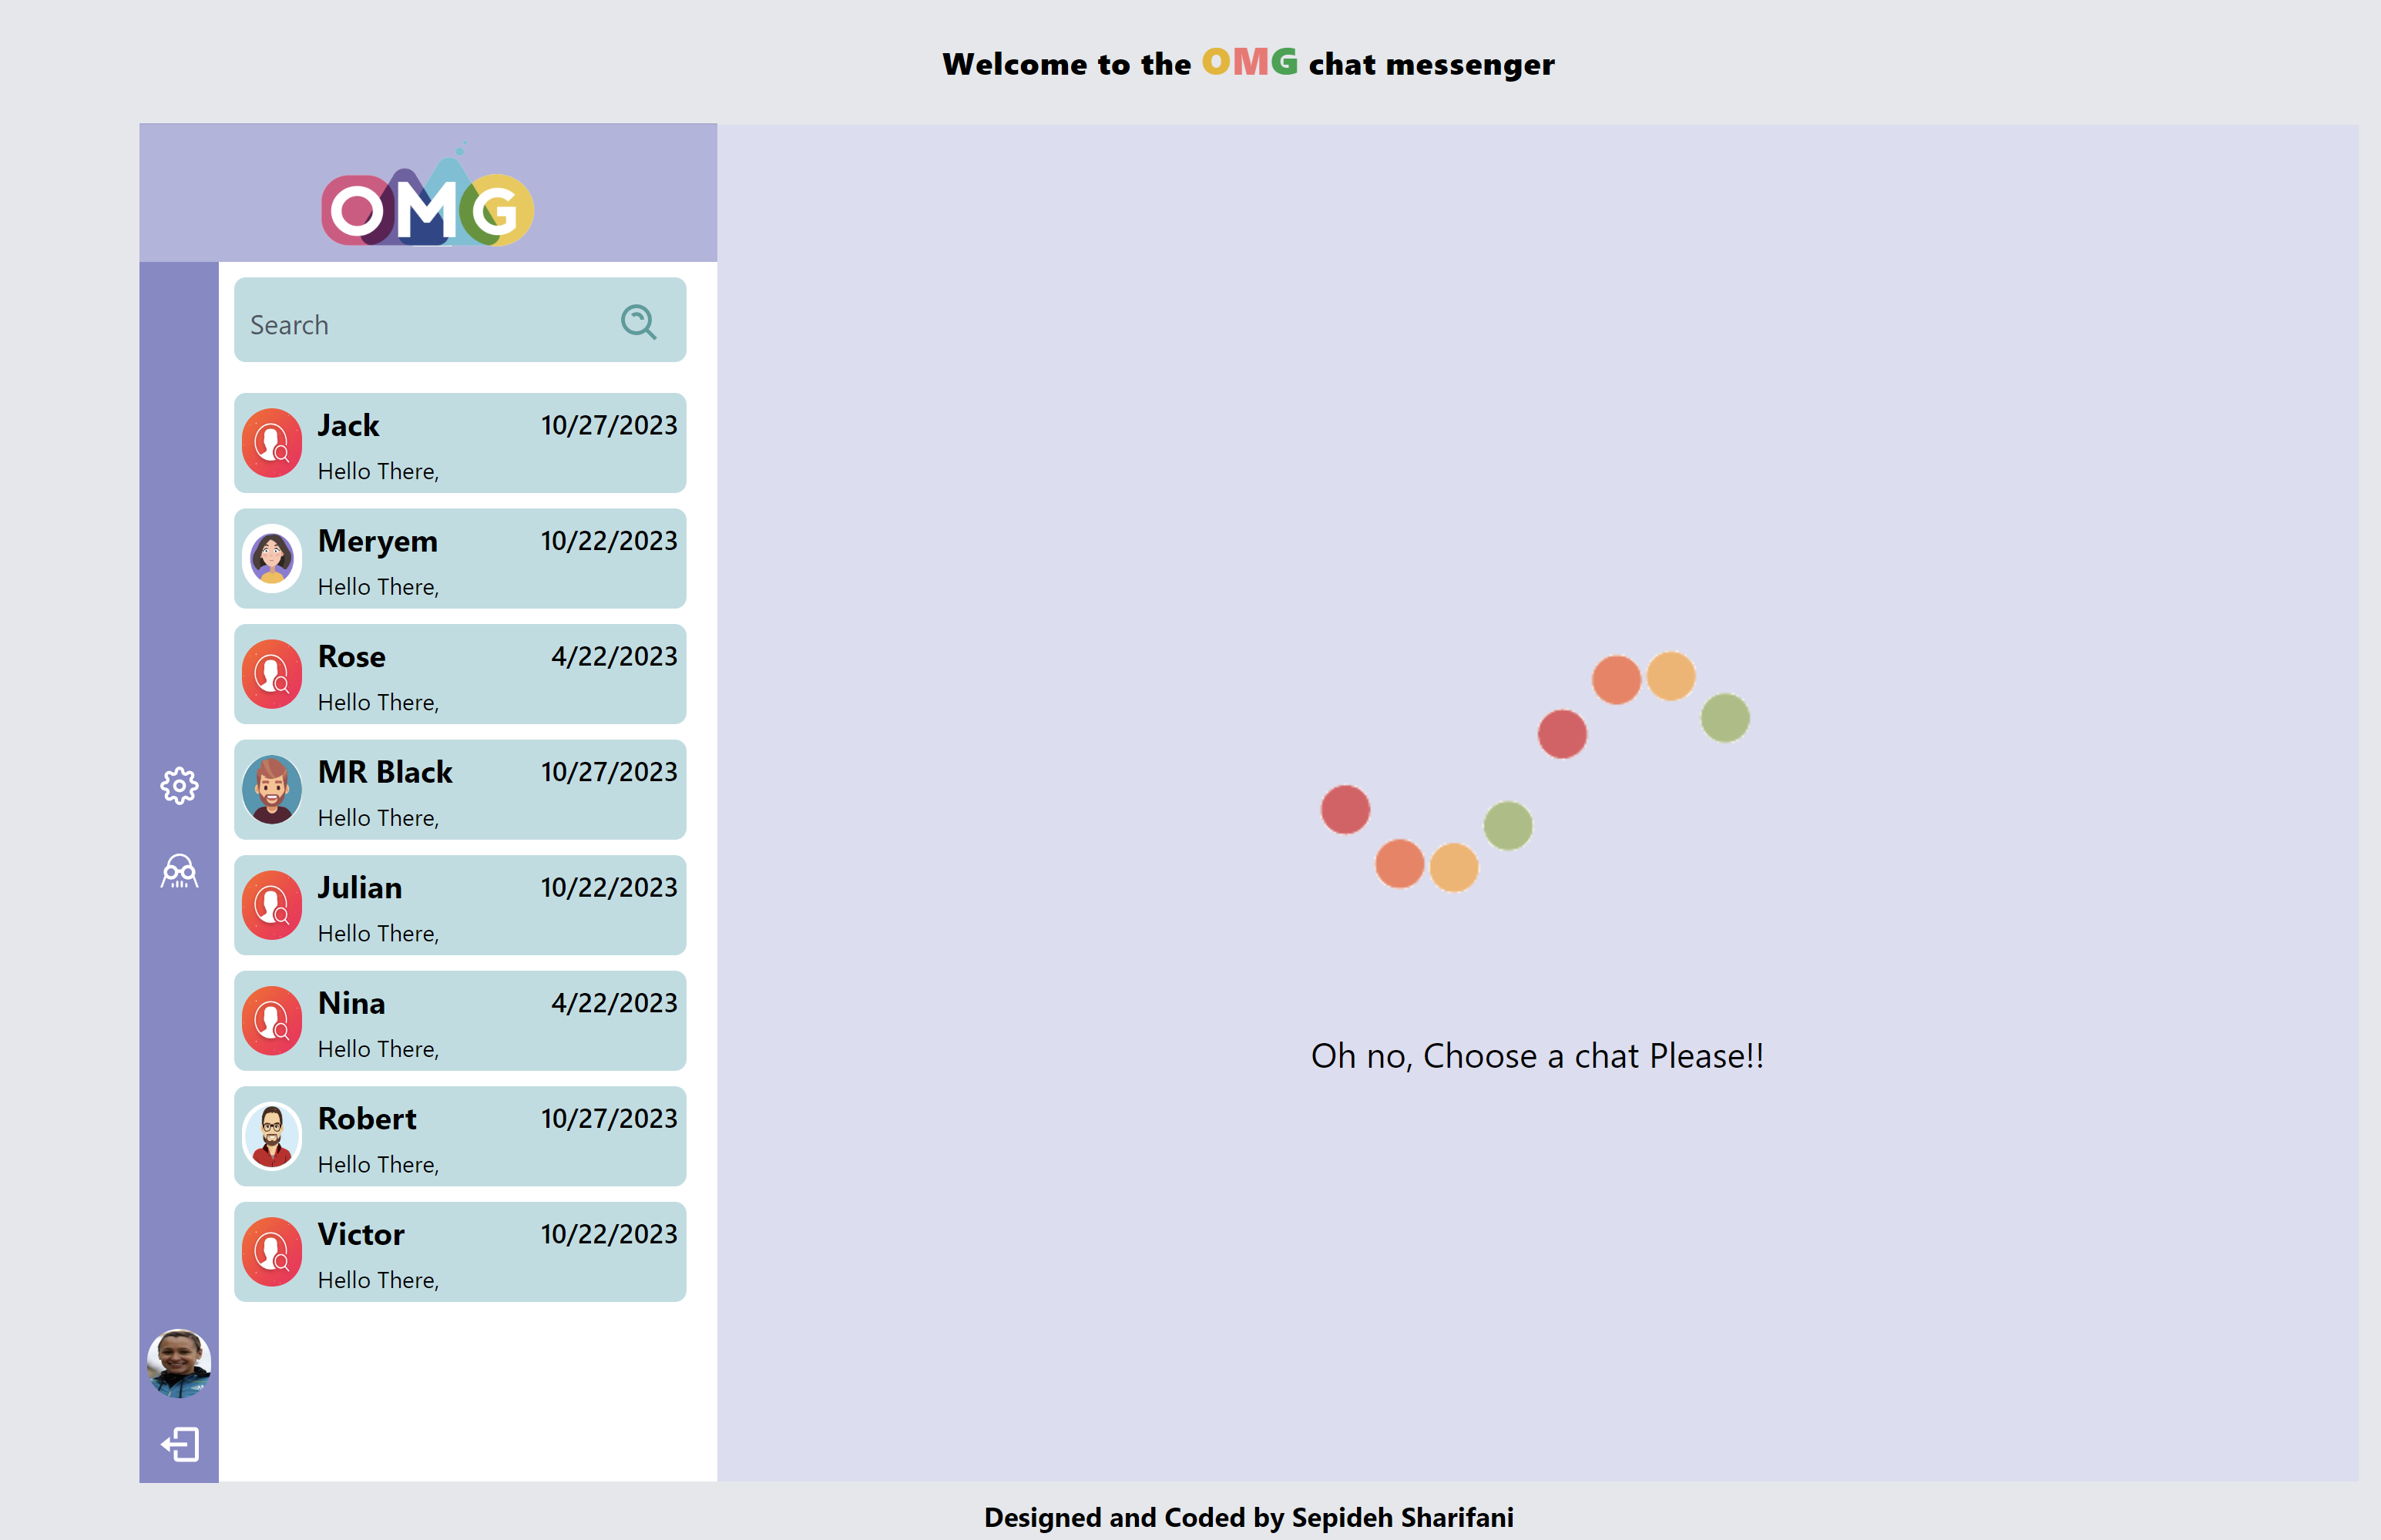 Welcome to the OMG chat messenger
OMG
Search
Jack 10/27/2023
Hello There,
Meryem 10/22/2023
Hello There,
Rose 4/22/2023
Hello There,
MR Black 10/27/2023
Hello There,
Julian 10/22/2023
Hello There,
Nina 4/22/2023
Hello There,
Robert 10/27/2023
Hello There,
Victor 10/22/2023
Hello There,
Oh no, Choose a chat Please!!
Designed and Coded by Sepideh Sharifani